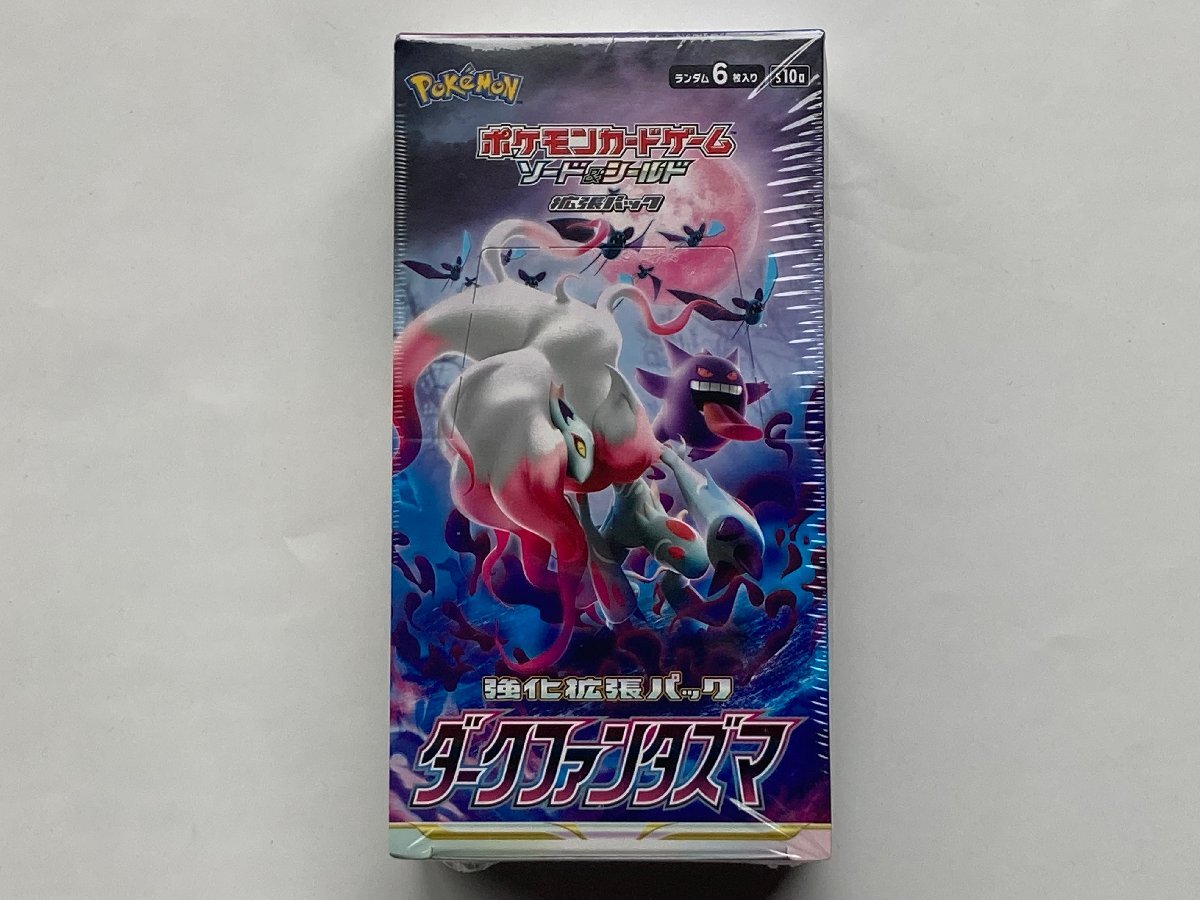 Pokémon
ランダム6枚入り s10a
ポケモンカードゲーム
ソード&シールド
拡張パック
強化拡張パック
ダークファンタズマ